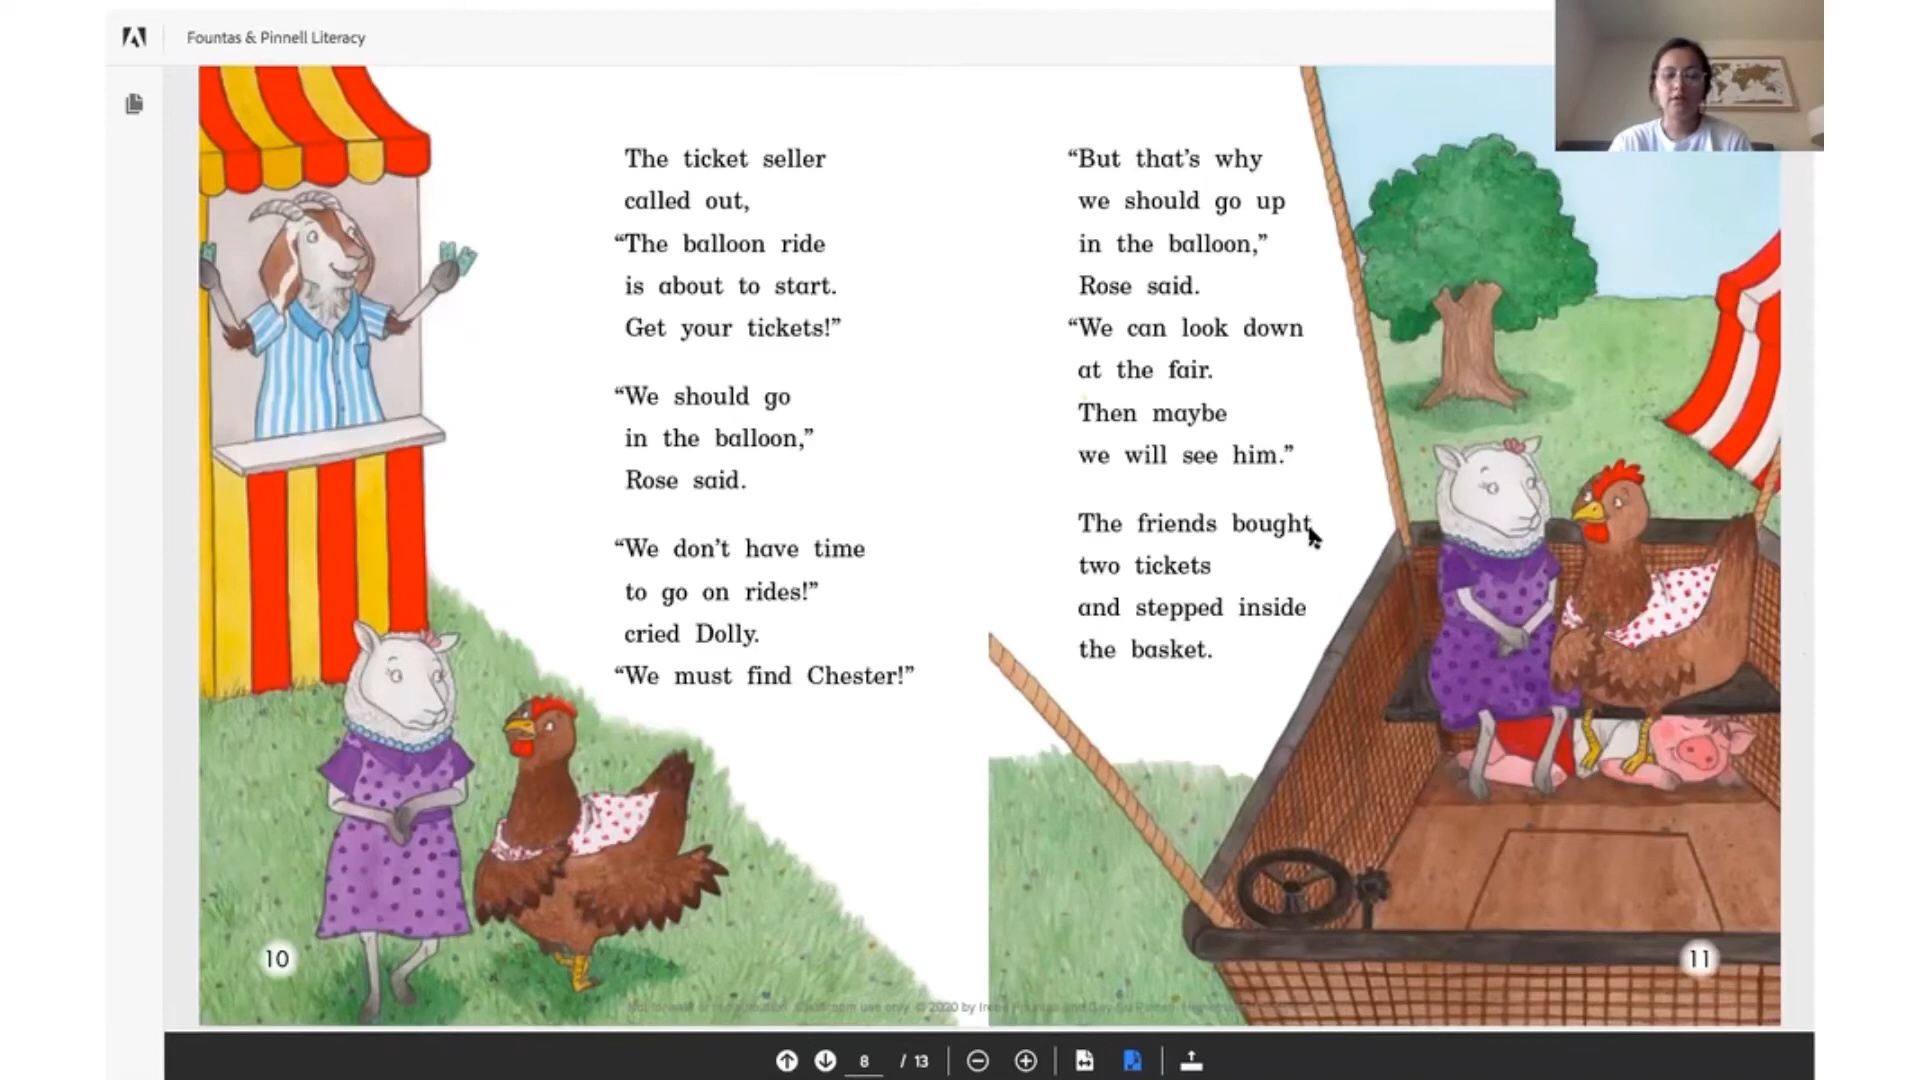 Fountas & Pinnell Literacy
The ticket seller
called out,
“The balloon ride
is about to start.
Get your tickets!”
“We should go
in the balloon,”
Rose said.
“We don’t have time
to go on rides!”
cried Dolly.
“We must find Chester!”
10
“But that’s why
we should go up
in the balloon,”
Rose said.
“We can look down
at the fair.
Then maybe
we will see him.”
The friends bought
two tickets
and stepped inside
the basket.
11
use only. © 2020 by
8 / 13